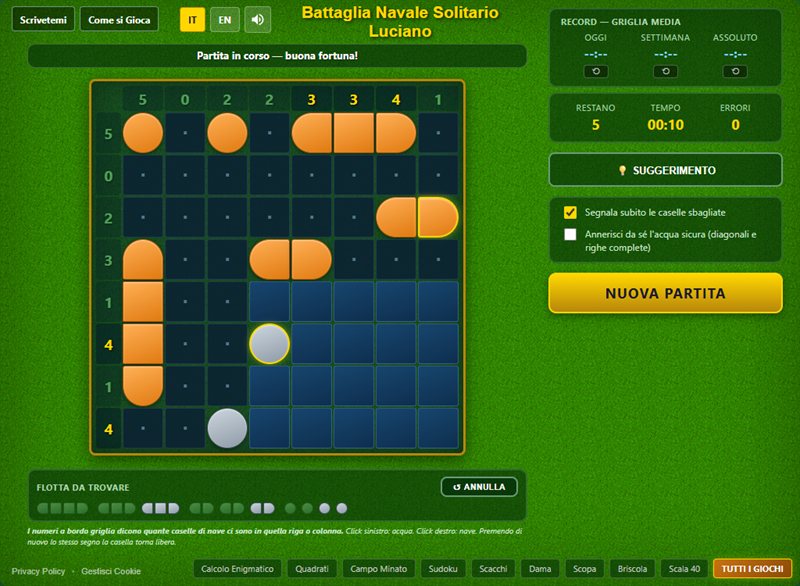 Scrivetemi
Come si Gioca
IT
EN
Battaglia Navale Solitario
Luciano
Partita in corso — buona fortuna!
5 0 2 2 3 3 4 1
5
0
2
3
1
4
1
4
FLOTTA DA TROVARE
↺ ANNULLA
I numeri a bordo griglia dicono quante caselle di nave ci sono in quella riga o colonna. Click sinistro: acqua. Click destro: nave. Premendo di
nuovo lo stesso segno la casella torna libera.
RECORD — GRIGLIA MEDIA
OGGI SETTIMANA ASSOLUTO
--:-- --:-- --:--
RESTANO TEMPO ERRORI
5 00:10 0
SUGGERIMENTO
Segnala subito le caselle sbagliate
Annerisci da sé l'acqua sicura (diagonali e
righe complete)
NUOVA PARTITA
Privacy Policy · Gestisci Cookie
Calcolo Enigmatico
Quadrati
Campo Minato
Sudoku
Scacchi
Dama
Scopa
Briscola
Scala 40
TUTTI I GIOCHI